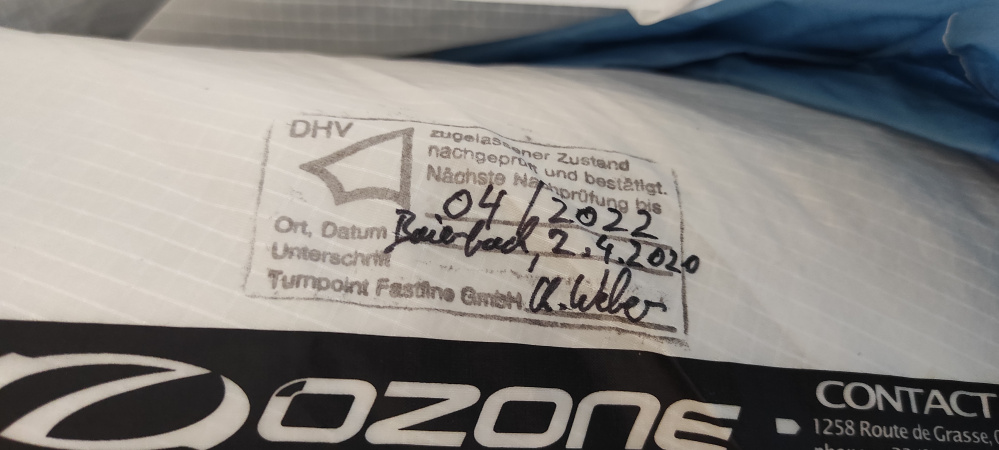 DHV
zugelassener Zustand
nachgeprüft und bestätigt.
Nächste Nachprüfung bis
04/2022
Ort, Datum Baierbach, 2.4.2020
Unterschrift
Turnpoint Fastline GmbH A. Weber
OZONE
CONTACT
1258 Route de Grasse,